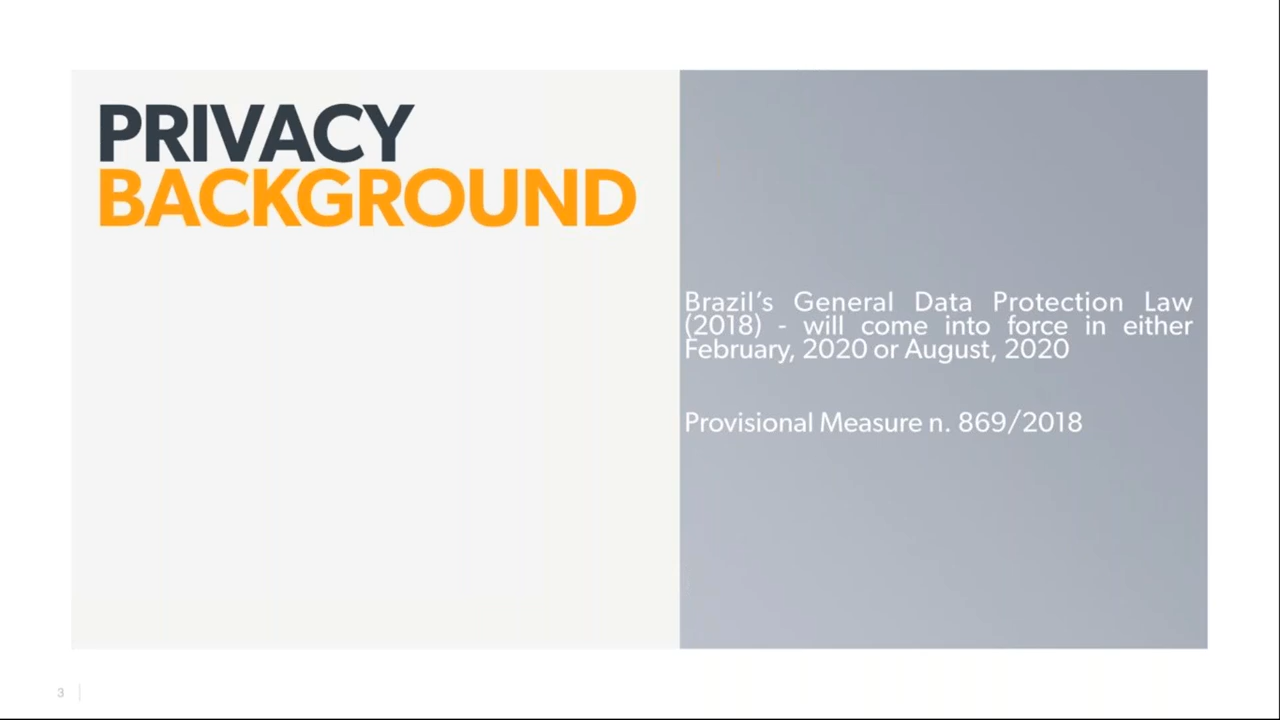 PRIVACY
BACKGROUND
Brazil’s General Data Protection Law
(2018) - will come into force in either
February, 2020 or August, 2020
Provisional Measure n. 869/2018
3